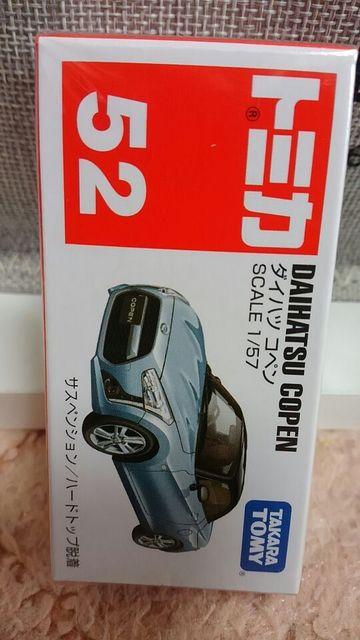 トミカ
®
52
DAIHATSU COPEN
ダイハツ コペン
SCALE 1/57
COPEN
サスペンション/ハードトップ脱着
TAKARA
TOMY
®